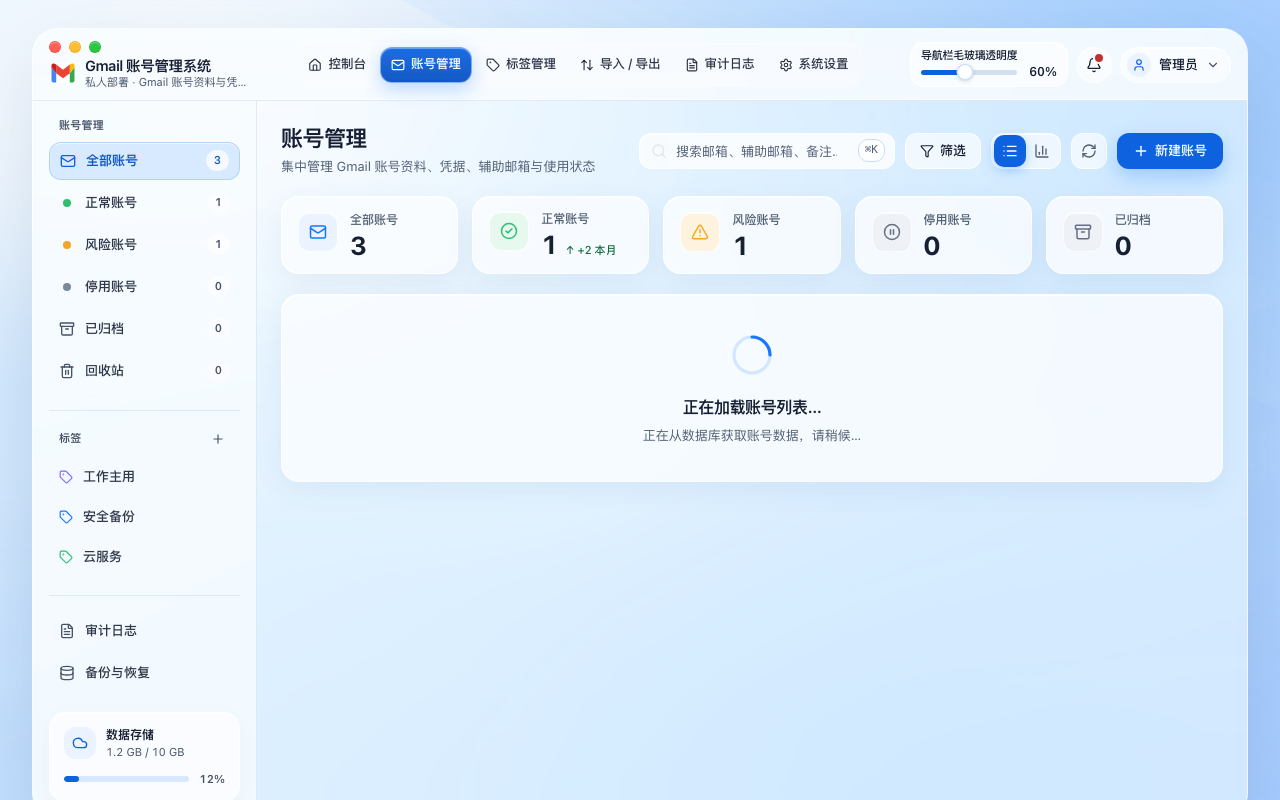 Gmail 账号管理系统
私人部署 · Gmail 账号资料与凭...
控制台
账号管理
标签管理
导入 / 导出
审计日志
系统设置
导航栏毛玻璃透明度
60%
管理员
账号管理
全部账号 3
正常账号 1
风险账号 1
停用账号 0
已归档 0
回收站 0
标签
工作主用
安全备份
云服务
审计日志
备份与恢复
数据存储
1.2 GB / 10 GB
12%
账号管理
集中管理 Gmail 账号资料、凭据、辅助邮箱与使用状态
搜索邮箱、辅助邮箱、备注..
⌘K
筛选
新建账号
全部账号
3
正常账号
1 ↑ +2 本月
风险账号
1
停用账号
0
已归档
0
正在加载账号列表...
正在从数据库获取账号数据，请稍候...